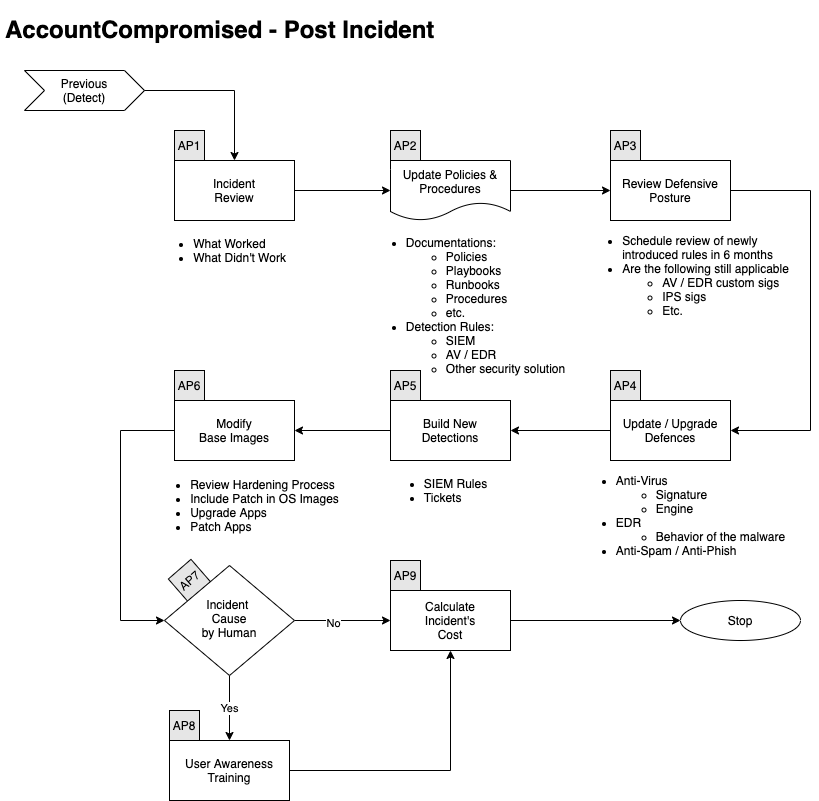 AccountCompromised - Post Incident
Previous
(Detect)
AP1
Incident
Review
• What Worked
• What Didn't Work
AP2
Update Policies &
Procedures
• Documentations:
◦ Policies
◦ Playbooks
◦ Runbooks
◦ Procedures
◦ etc.
• Detection Rules:
◦ SIEM
◦ AV / EDR
◦ Other security solution
AP3
Review Defensive
Posture
• Schedule review of newly
introduced rules in 6 months
• Are the following still applicable
◦ AV / EDR custom sigs
◦ IPS sigs
◦ Etc.
AP4
Update / Upgrade
Defences
• Anti-Virus
◦ Signature
◦ Engine
• EDR
◦ Behavior of the malware
• Anti-Spam / Anti-Phish
AP5
Build New
Detections
• SIEM Rules
• Tickets
AP6
Modify
Base Images
• Review Hardening Process
• Include Patch in OS Images
• Upgrade Apps
• Patch Apps
AP7
Incident
Cause
by Human
No
Yes
AP8
User Awareness
Training
AP9
Calculate
Incident's
Cost
Stop